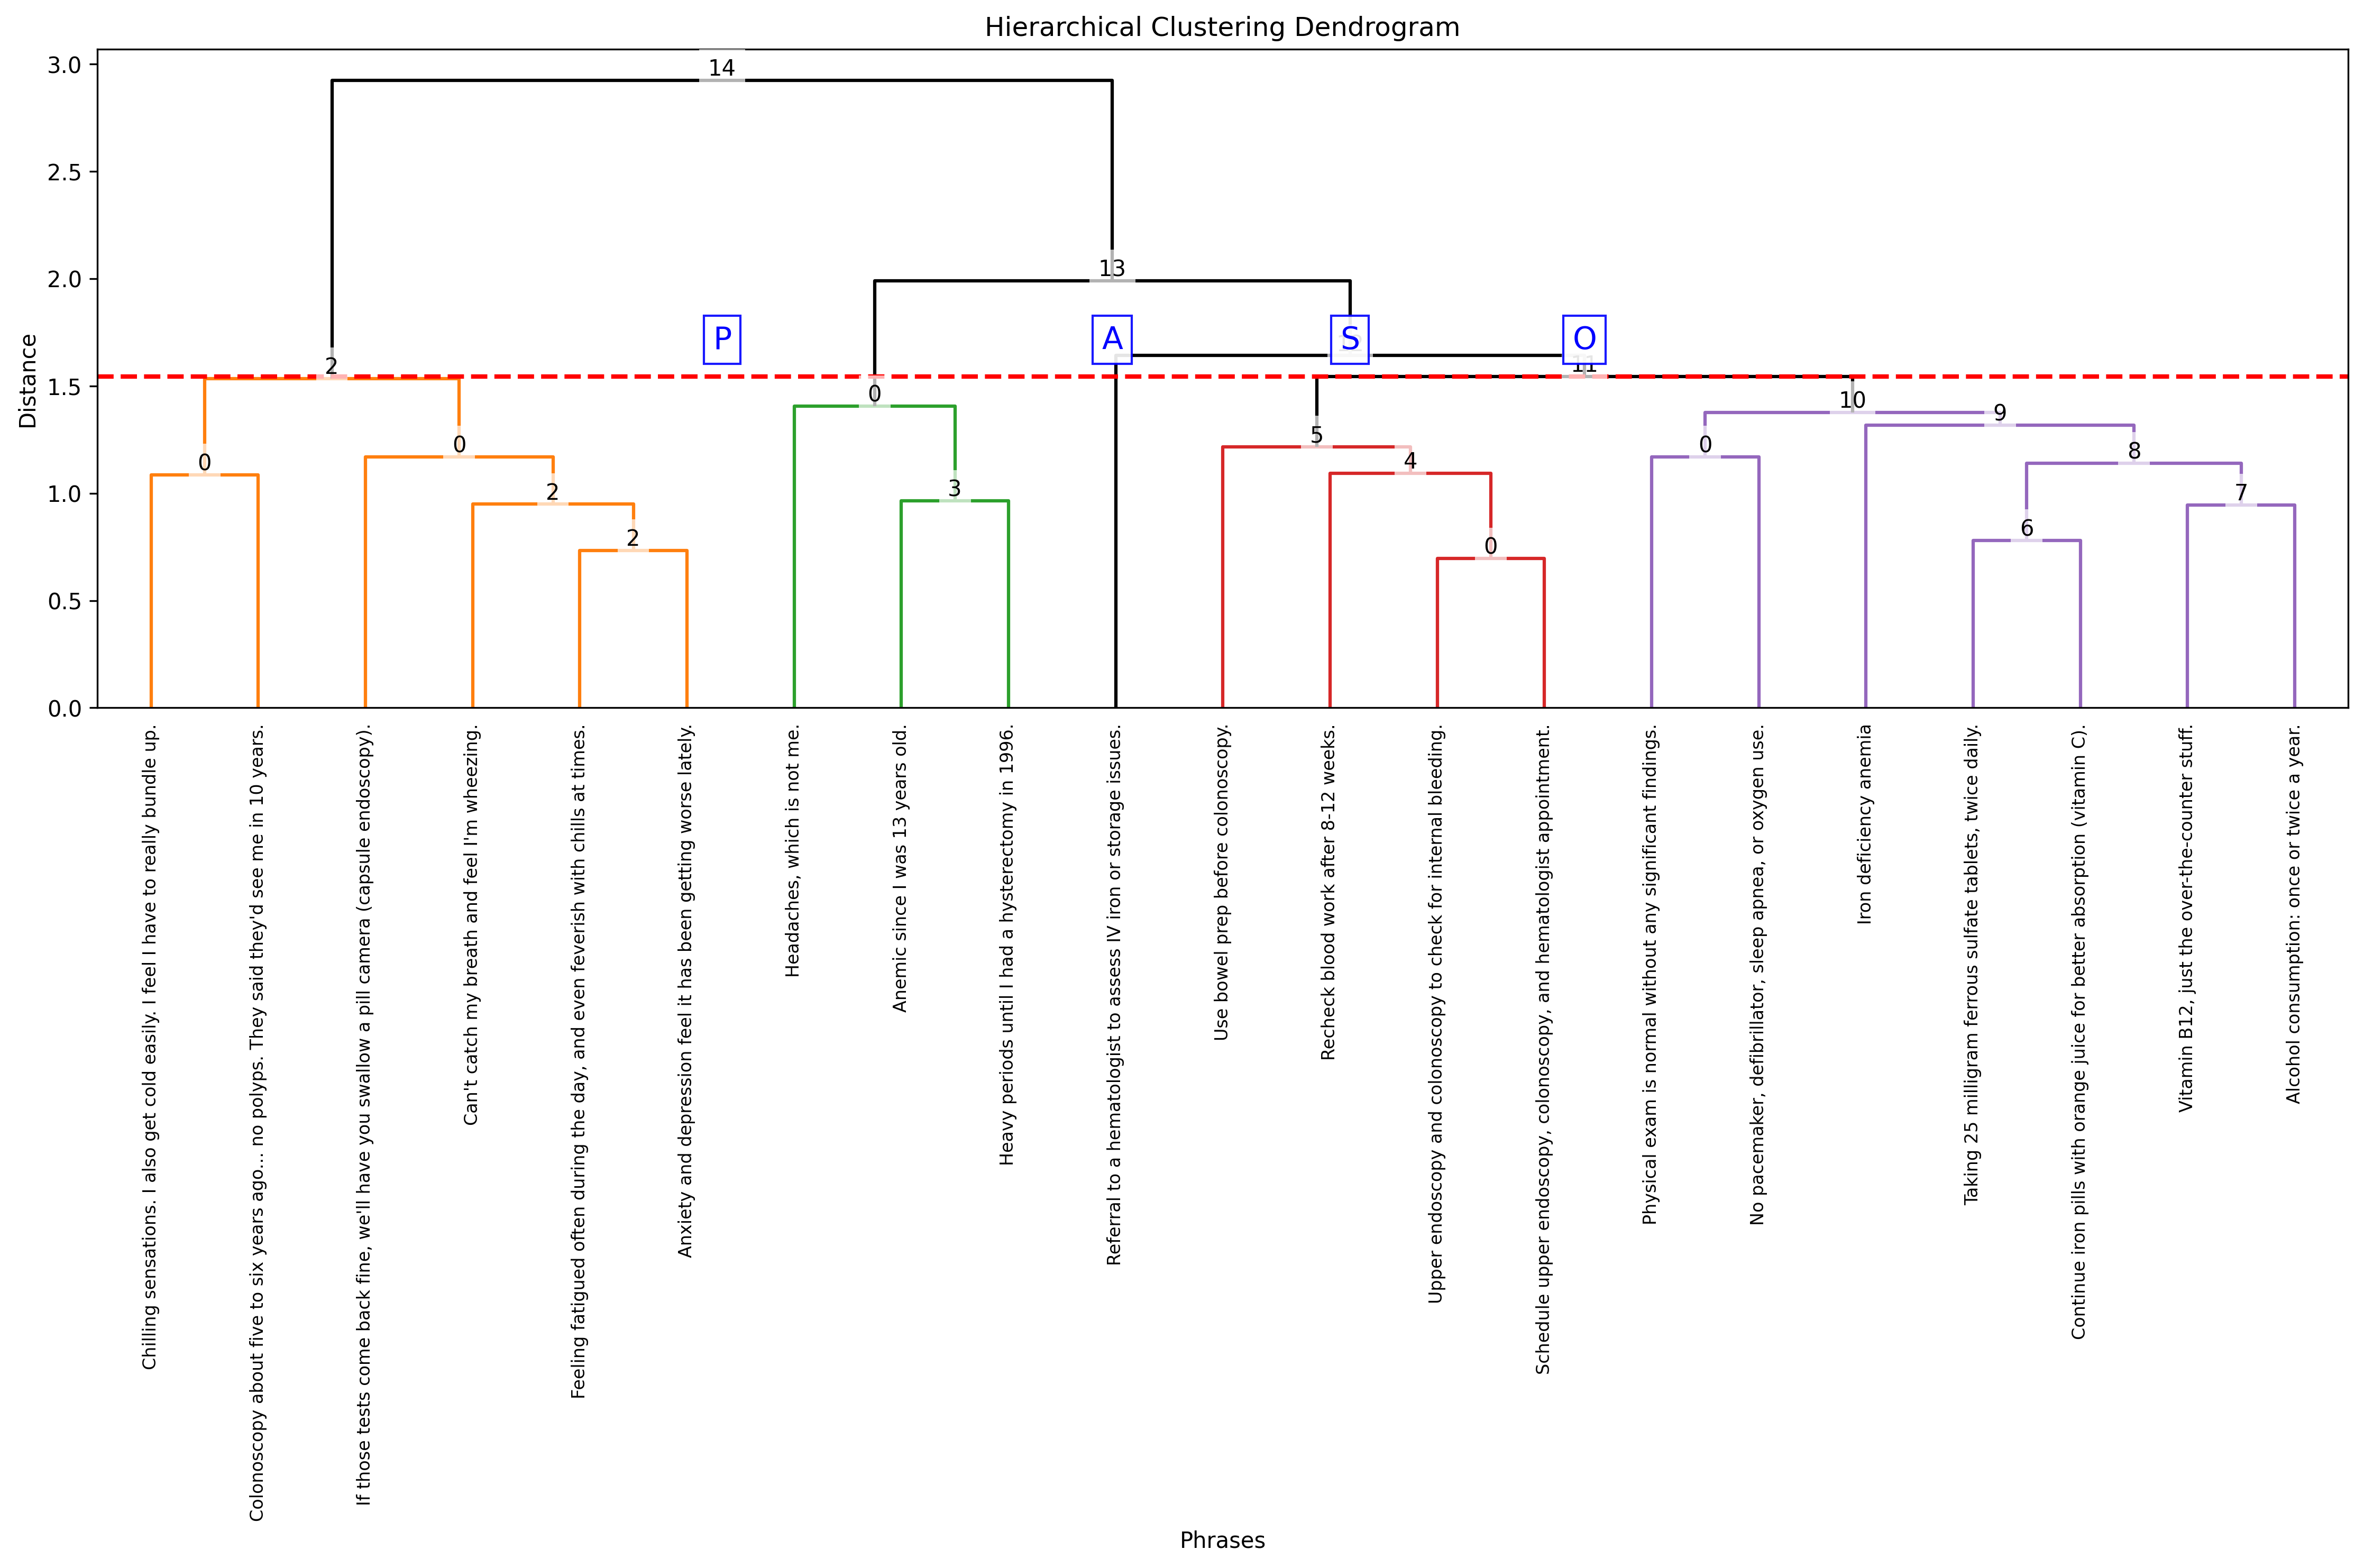 Hierarchical Clustering Dendrogram
Distance
3.0
2.5
2.0
1.5
1.0
0.5
0.0
14
13
P
A
S
O
11
2
0
10
9
5
0
0
4
8
0
2
3
7
2
0
6
Chilling sensations. I also get cold easily. I feel I have to really bundle up.
Colonoscopy about five to six years ago... no polyps. They said they'd see me in 10 years.
If those tests come back fine, we'll have you swallow a pill camera (capsule endoscopy).
Can't catch my breath and feel I'm wheezing.
Feeling fatigued often during the day, and even feverish with chills at times.
Anxiety and depression feel it has been getting worse lately.
Headaches, which is not me.
Anemic since I was 13 years old.
Heavy periods until I had a hysterectomy in 1996.
Referral to a hematologist to assess IV iron or storage issues.
Use bowel prep before colonoscopy.
Recheck blood work after 8-12 weeks.
Upper endoscopy and colonoscopy to check for internal bleeding.
Schedule upper endoscopy, colonoscopy, and hematologist appointment.
Physical exam is normal without any significant findings.
No pacemaker, defibrillator, sleep apnea, or oxygen use.
Iron deficiency anemia
Taking 25 milligram ferrous sulfate tablets, twice daily.
Continue iron pills with orange juice for better absorption (vitamin C).
Vitamin B12, just the over-the-counter stuff.
Alcohol consumption: once or twice a year.
Phrases